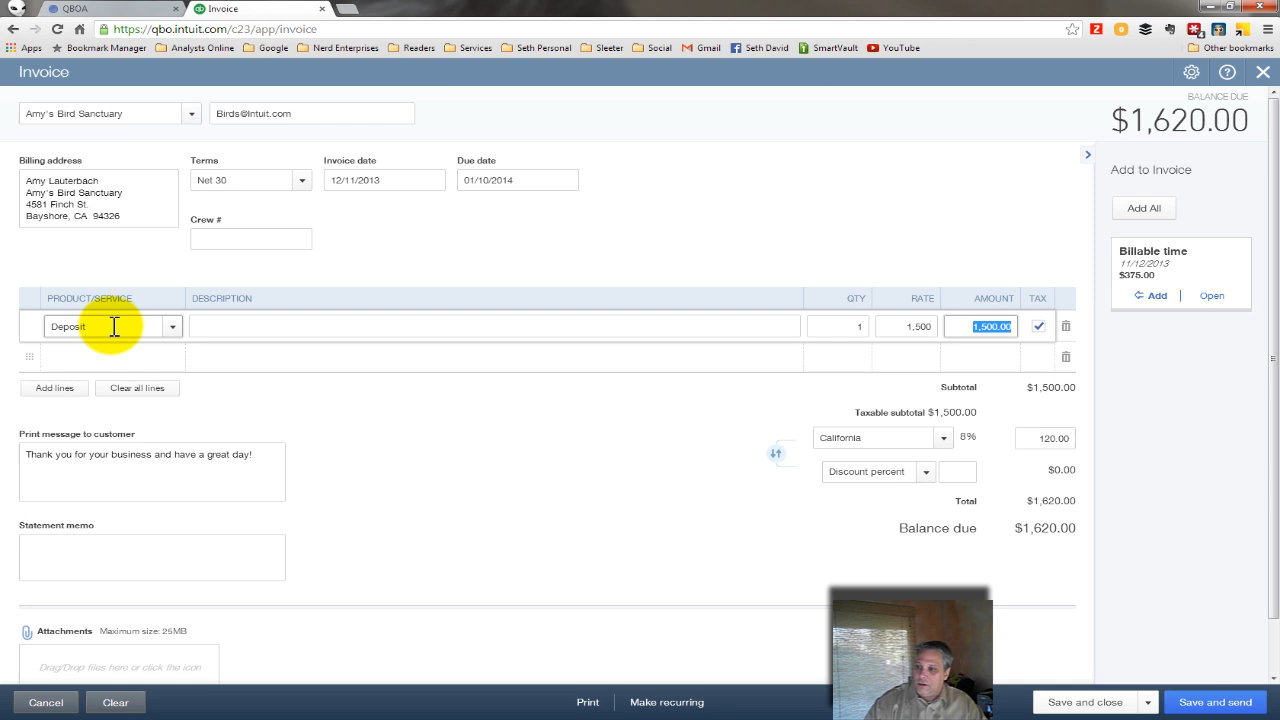 QBOA × Invoice ×
https://qbo.intuit.com/c23/app/invoice
Apps Bookmark Manager Analysts Online Google Nerd Enterprises Readers Services Seth Personal Sleeter Social Gmail Seth David SmartVault YouTube Other bookmarks
Invoice
Amy's Bird Sanctuary Birds@Intuit.com
BALANCE DUE
$1,620.00
Billing address Terms Invoice date Due date
Amy Lauterbach
Amy's Bird Sanctuary
4581 Finch St.
Bayshore, CA 94326
Net 30 12/11/2013 01/10/2014
Crew #
Add to Invoice
Add All
Billable time
11/12/2013
$375.00
Add | Open
PRODUCT/SERVICE DESCRIPTION QTY RATE AMOUNT TAX
Deposit 1 1,500 1,500.00
Add lines Clear all lines
Subtotal $1,500.00
Taxable subtotal $1,500.00
California 8% 120.00
Discount percent $0.00
Total $1,620.00
Balance due $1,620.00
Print message to customer
Thank you for your business and have a great day!
Statement memo
Attachments Maximum size: 25MB
Drag/Drop files here or click the icon
Cancel Clear Print | Make recurring Save and close Save and send